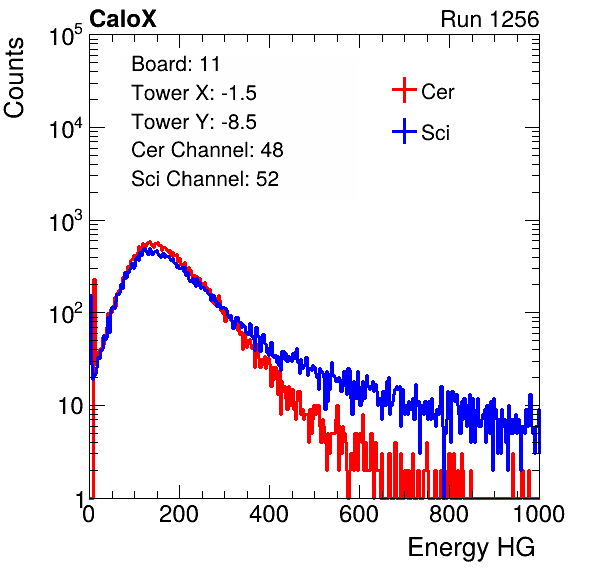 CaloX Run 1256
Counts
10^5
10^4
10^3
10^2
10
1
Board: 11
Tower X: -1.5
Tower Y: -8.5
Cer Channel: 48
Sci Channel: 52
Cer
Sci
0 200 400 600 800 1000
Energy HG